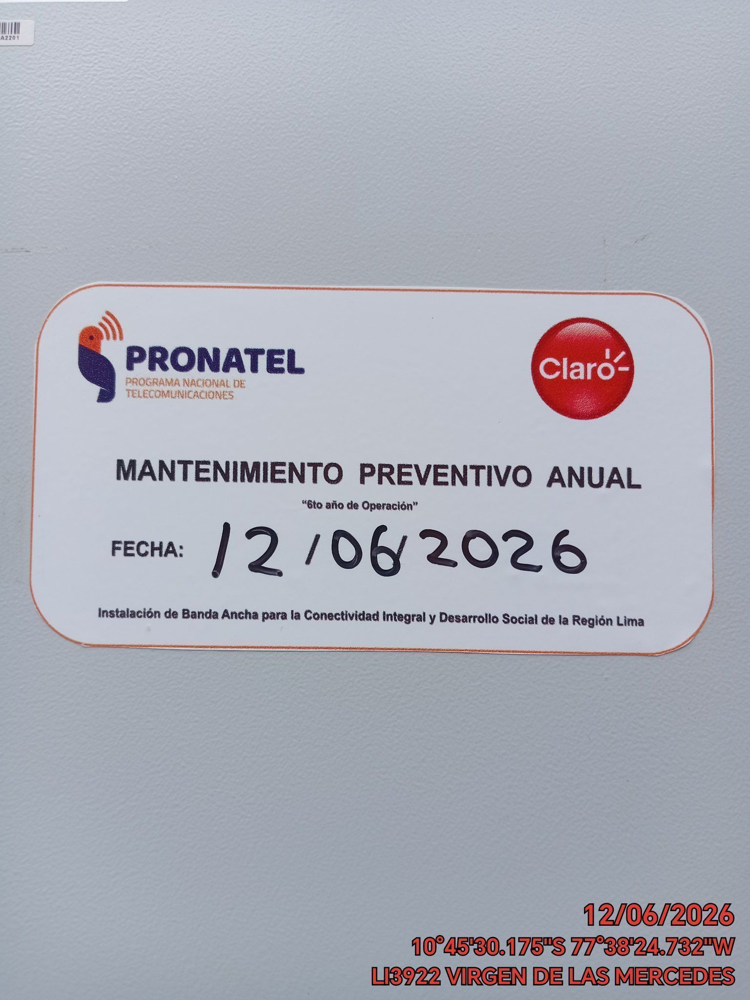 A2201
PRONATEL
PROGRAMA NACIONAL DE
TELECOMUNICACIONES
Claro
MANTENIMIENTO PREVENTIVO ANUAL
“6to año de Operación”
FECHA: 12/06/2026
Instalación de Banda Ancha para la Conectividad Integral y Desarrollo Social de la Región Lima
12/06/2026
10°45'30.175"S 77°38'24.732"W
LI3922 VIRGEN DE LAS MERCEDES